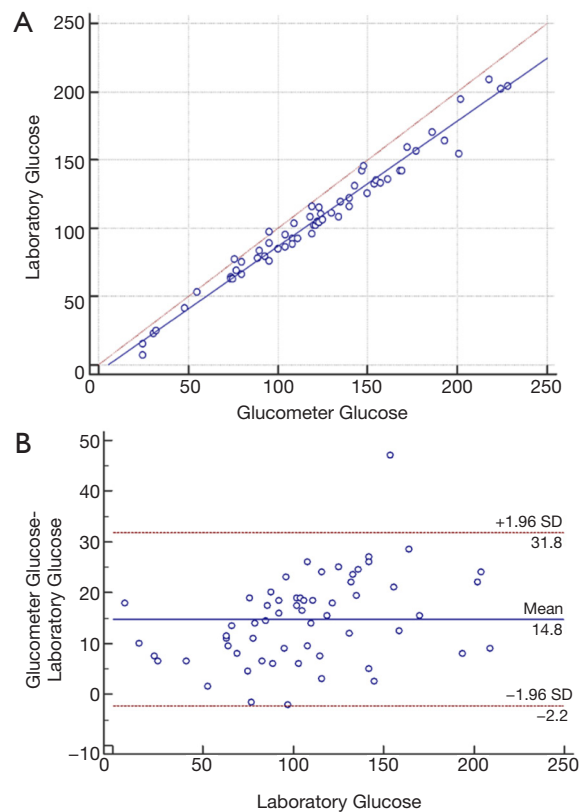 A
250
200
150
100
50
0
Laboratory Glucose
0 50 100 150 200 250
Glucometer Glucose
B
50
40
30
20
10
0
−10
Glucometer Glucose-
Laboratory Glucose
+1.96 SD
31.8
Mean
14.8
−1.96 SD
−2.2
0 50 100 150 200 250
Laboratory Glucose